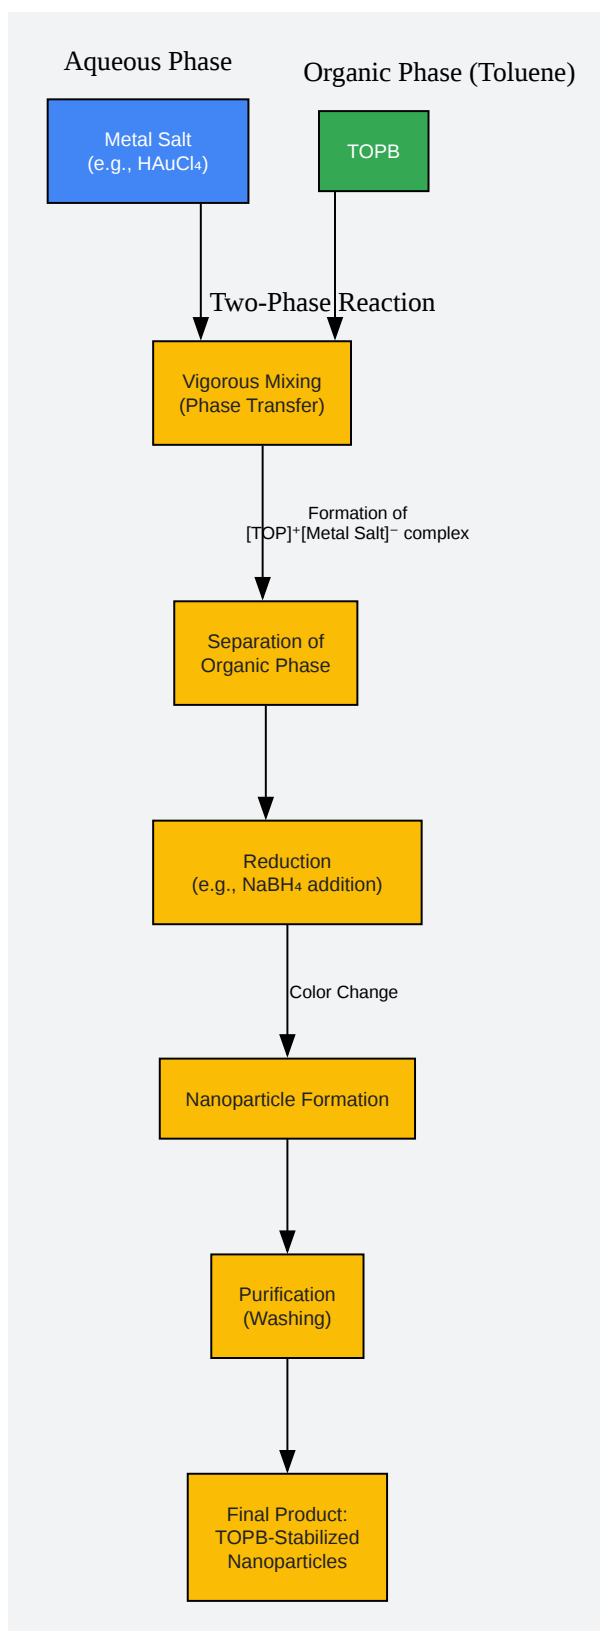 Aqueous Phase
Organic Phase (Toluene)
Metal Salt
(e.g., HAuCl₄)
TOPB
Two-Phase Reaction
Vigorous Mixing
(Phase Transfer)
Formation of
[TOP]⁺[Metal Salt]⁻ complex
Separation of
Organic Phase
Reduction
(e.g., NaBH₄ addition)
Color Change
Nanoparticle Formation
Purification
(Washing)
Final Product:
TOPB-Stabilized
Nanoparticles